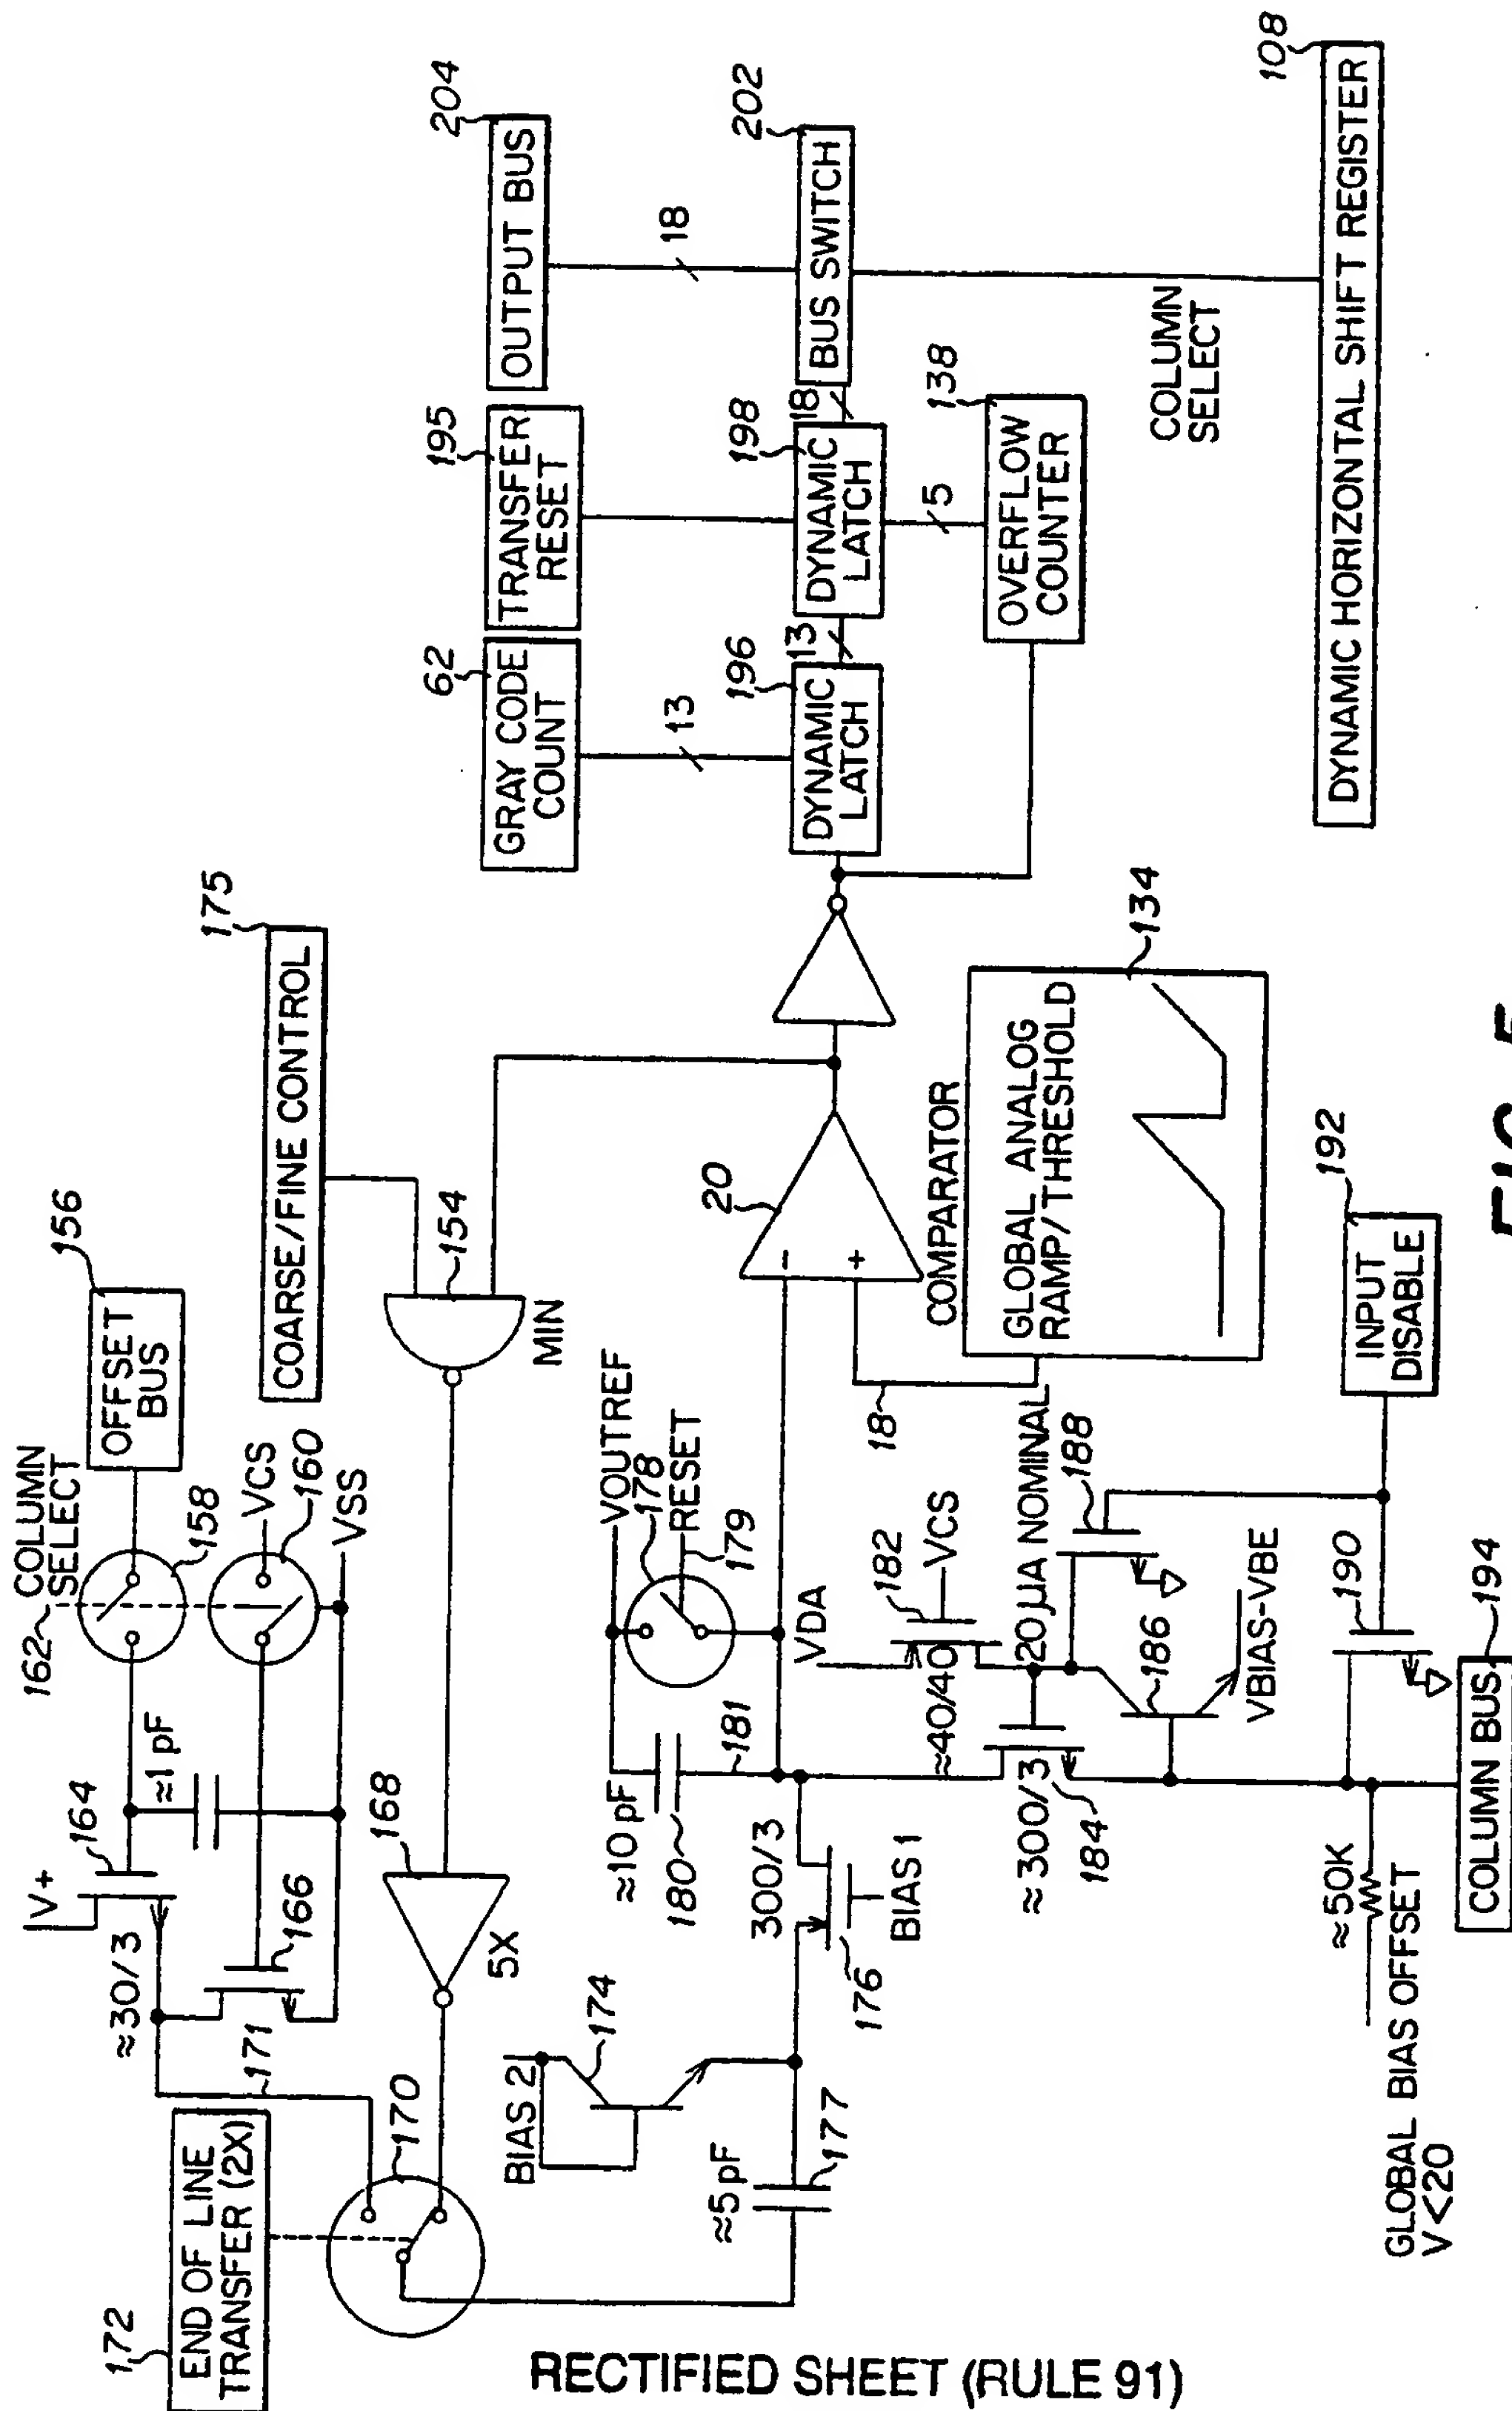 172
END OF LINE
TRANSFER (2X)
170
171
≈30/3
V+
164
≈1 pF
166
162
COLUMN
SELECT
158
VCS
160
VSS
156
OFFSET
BUS
175
COARSE/FINE CONTROL
168
5X
154
MIN
BIAS 2
174
≈5 pF
177
≈10 pF
180
181
300/3
176
BIAS 1
VOUTREF
178
RESET
179
VDA
182
VCS
≈40/40
20 µA NOMINAL
≈300/3
184
186
188
VBIAS-VBE
190
192
INPUT
DISABLE
194
COLUMN BUS
≈50K
GLOBAL BIAS OFFSET
V<20
20
-
+
COMPARATOR
18
GLOBAL ANALOG
RAMP/THRESHOLD
134
62
GRAY CODE
COUNT
13
195
TRANSFER
RESET
204
OUTPUT BUS
18
196
DYNAMIC
LATCH
13
198
DYNAMIC
LATCH
18
202
BUS SWITCH
5
138
OVERFLOW
COUNTER
COLUMN
SELECT
108
DYNAMIC HORIZONTAL SHIFT REGISTER
RECTIFIED SHEET (RULE 91)